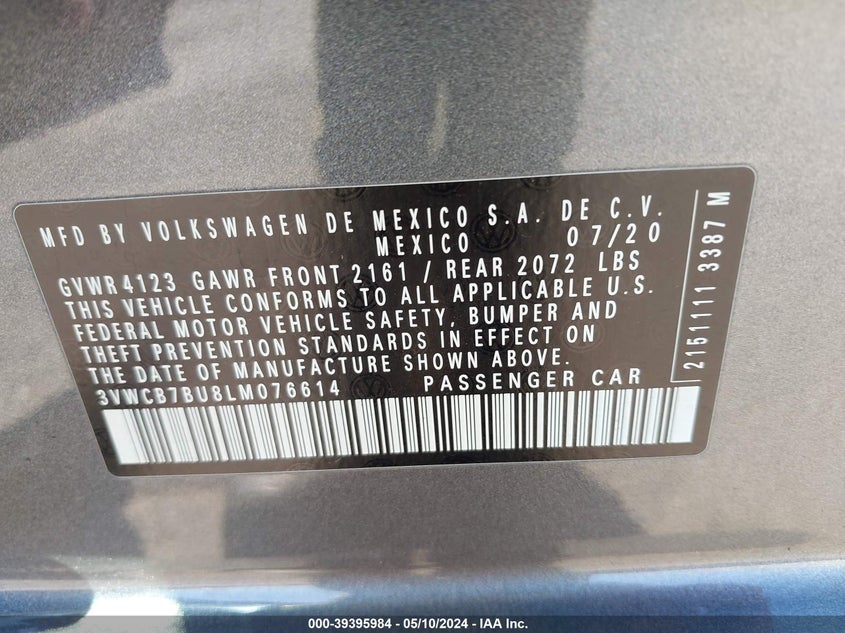 MFD BY VOLKSWAGEN DE MEXICO S.A. DE C.V.
MEXICO 07/20
GVWR 4123 GAWR FRONT 2161 / REAR 2072 LBS
THIS VEHICLE CONFORMS TO ALL APPLICABLE U.S.
FEDERAL MOTOR VEHICLE SAFETY, BUMPER AND
THEFT PREVENTION STANDARDS IN EFFECT ON
THE DATE OF MANUFACTURE SHOWN ABOVE.
3VWCB7BU8LM076614 PASSENGER CAR
2151111 3387 M
000-39395984 - 05/10/2024 - IAA Inc.